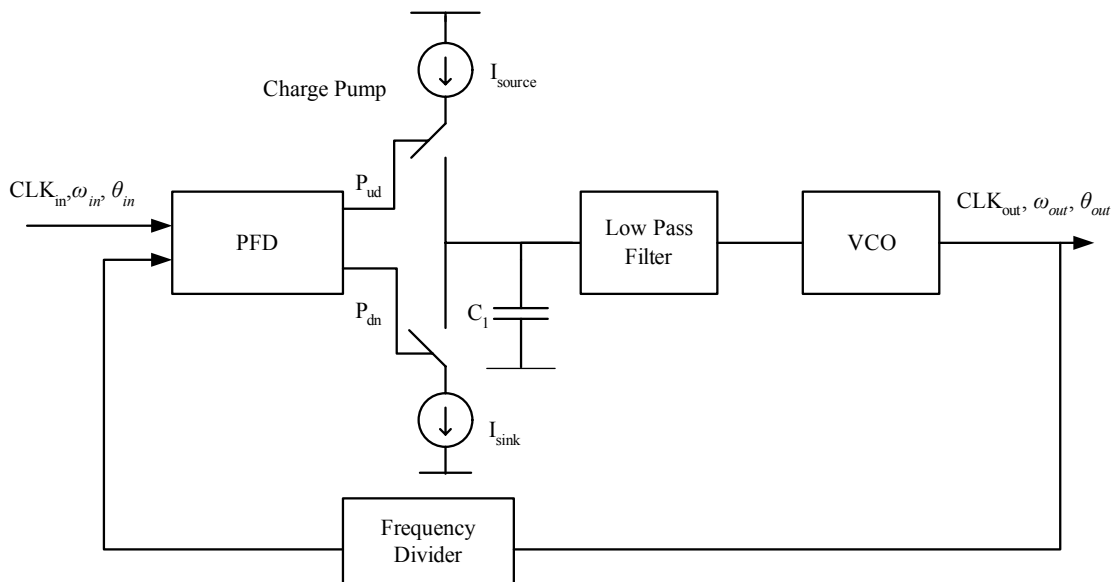 I_source
Charge Pump
P_ud
CLK_in,ω_in, θ_in
CLK_out, ω_out, θ_out
PFD
Low Pass
Filter
VCO
P_dn
C_1
I_sink
Frequency
Divider